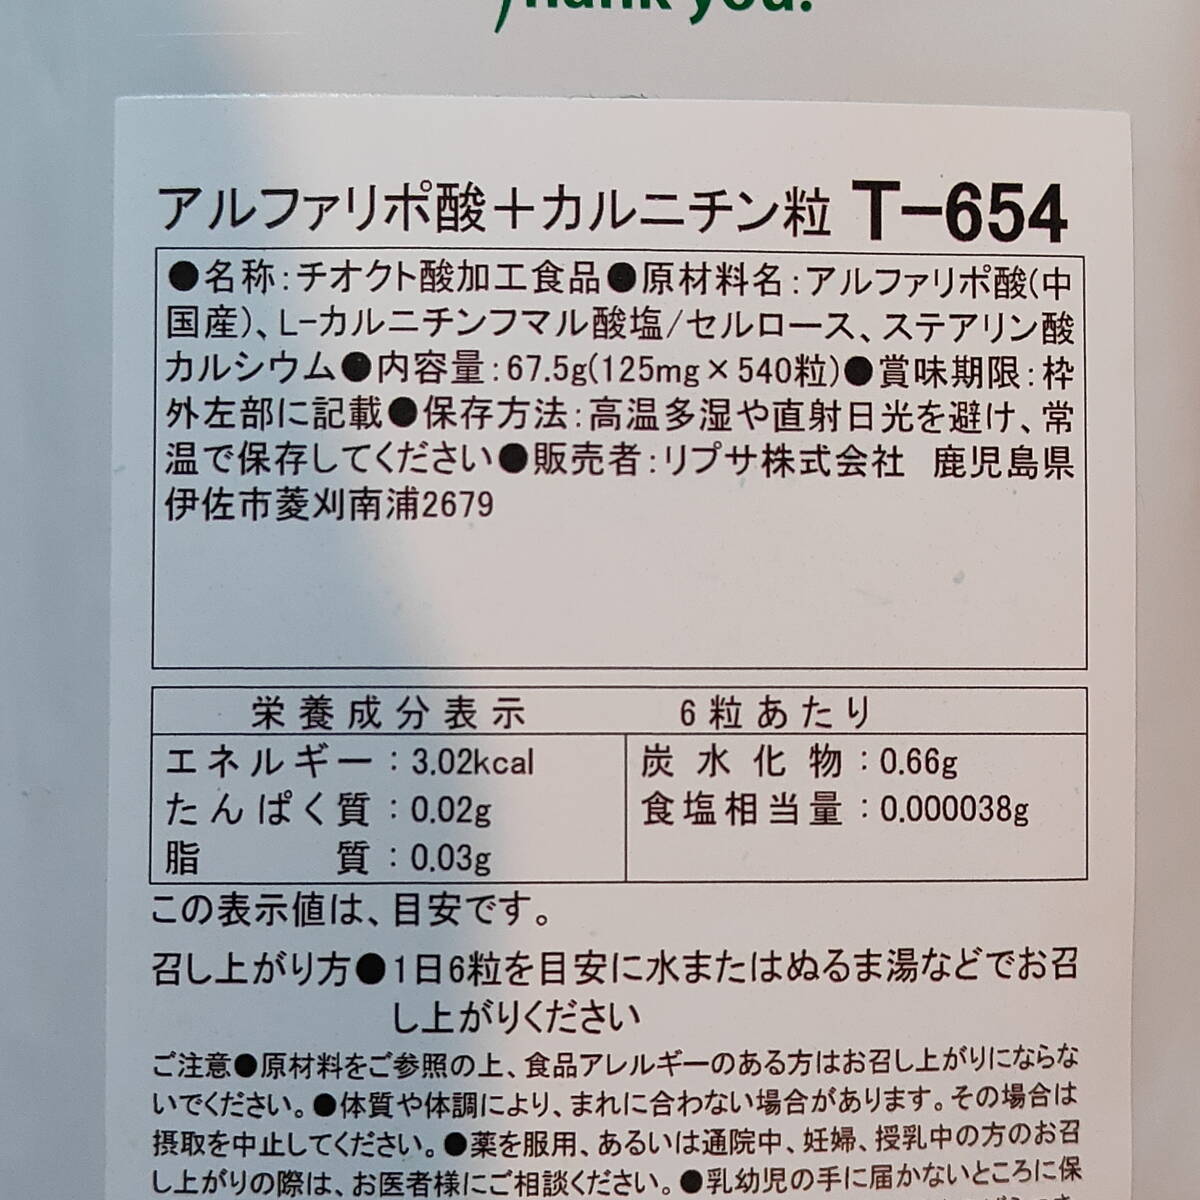 Thank you!
アルファリポ酸＋カルニチン粒 T-654
●名称：チオクト酸加工食品●原材料名：アルファリポ酸(中
国産)、L-カルニチンフマル酸塩/セルロース、ステアリン酸
カルシウム●内容量：67.5g(125mg×540粒)●賞味期限：枠
外左部に記載●保存方法：高温多湿や直射日光を避け、常
温で保存してください●販売者：リプサ株式会社 鹿児島県
伊佐市菱刈南浦2679
栄養成分表示 6粒あたり
エネルギー：3.02kcal 炭水化物：0.66g
たんぱく質：0.02g 食塩相当量：0.000038g
脂質：0.03g
この表示値は、目安です。
召し上がり方●1日6粒を目安に水またはぬるま湯などでお召
し上がりください
ご注意●原材料をご参照の上、食品アレルギーのある方はお召し上がりにならな
いでください。●体質や体調により、まれに合わない場合があります。その場合は
摂取を中止してください。●薬を服用、あるいは通院中、妊婦、授乳中の方のお召
し上がりの際は、お医者様にご相談ください。●乳幼児の手に届かないところに保